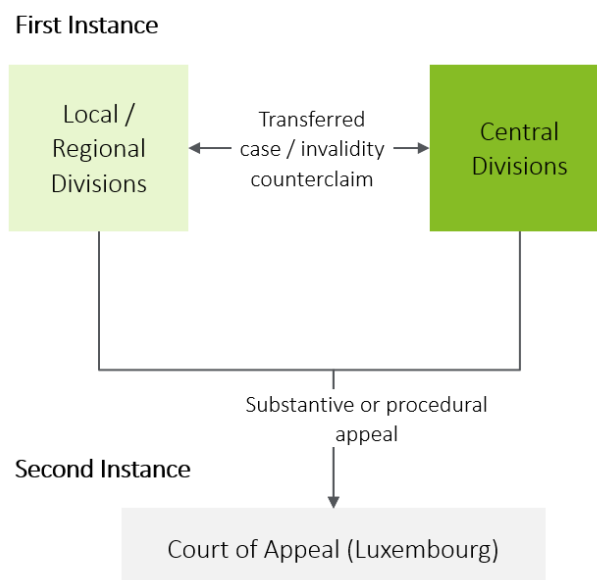 First Instance
Local /
Regional
Divisions
Transferred
case / invalidity
counterclaim
Central
Divisions
Substantive or procedural
appeal
Second Instance
Court of Appeal (Luxembourg)